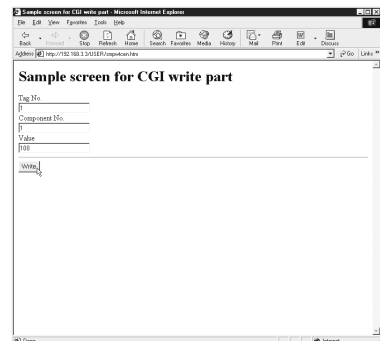 Sample screen for CGI write part - Microsoft Internet Explorer
File Edit View Favorites Tools Help
Back Forward Stop Refresh Home Search Favorites Media History Mail Print Edit Discuss
Address http://192.168.3.3/USER/smpwtcen.htm Go Links »
Sample screen for CGI write part
Tag No.
1
Component No.
1
Value
100
Write
Done Internet